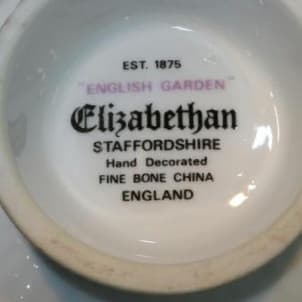 EST. 1875
"ENGLISH GARDEN"
Elizabethan
STAFFORDSHIRE
Hand Decorated
FINE BONE CHINA
ENGLAND